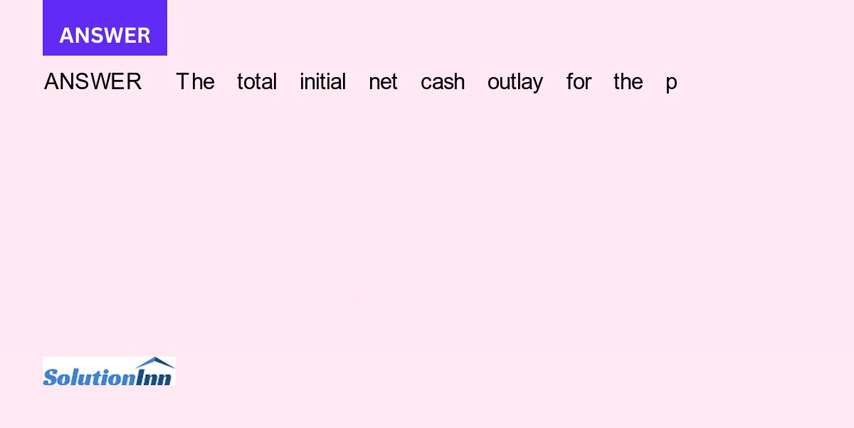 ANSWER
ANSWER The total initial net cash outlay for the p
SolutionInn